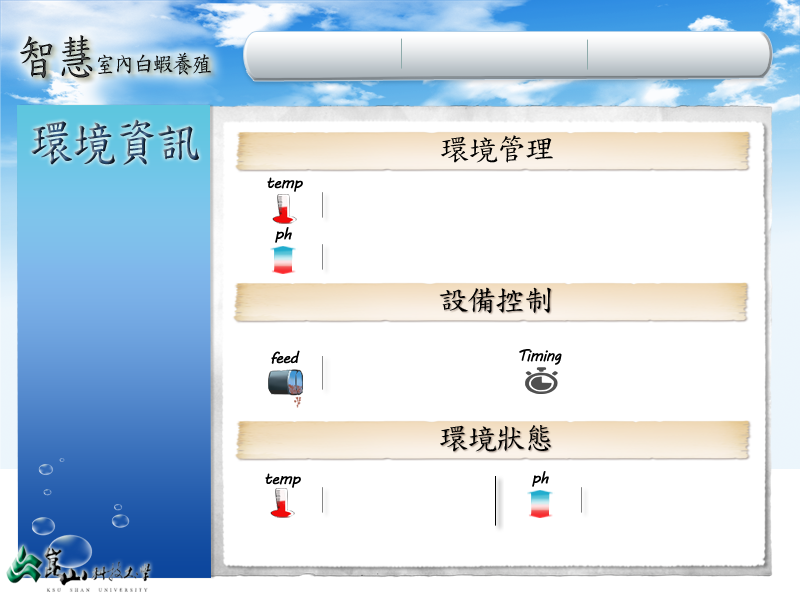 智慧室內白蝦養殖
環境資訊
環境管理
temp
ph
設備控制
feed
Timing
環境狀態
temp
ph
崑山科技大學
KSU SHAN UNIVERSITY